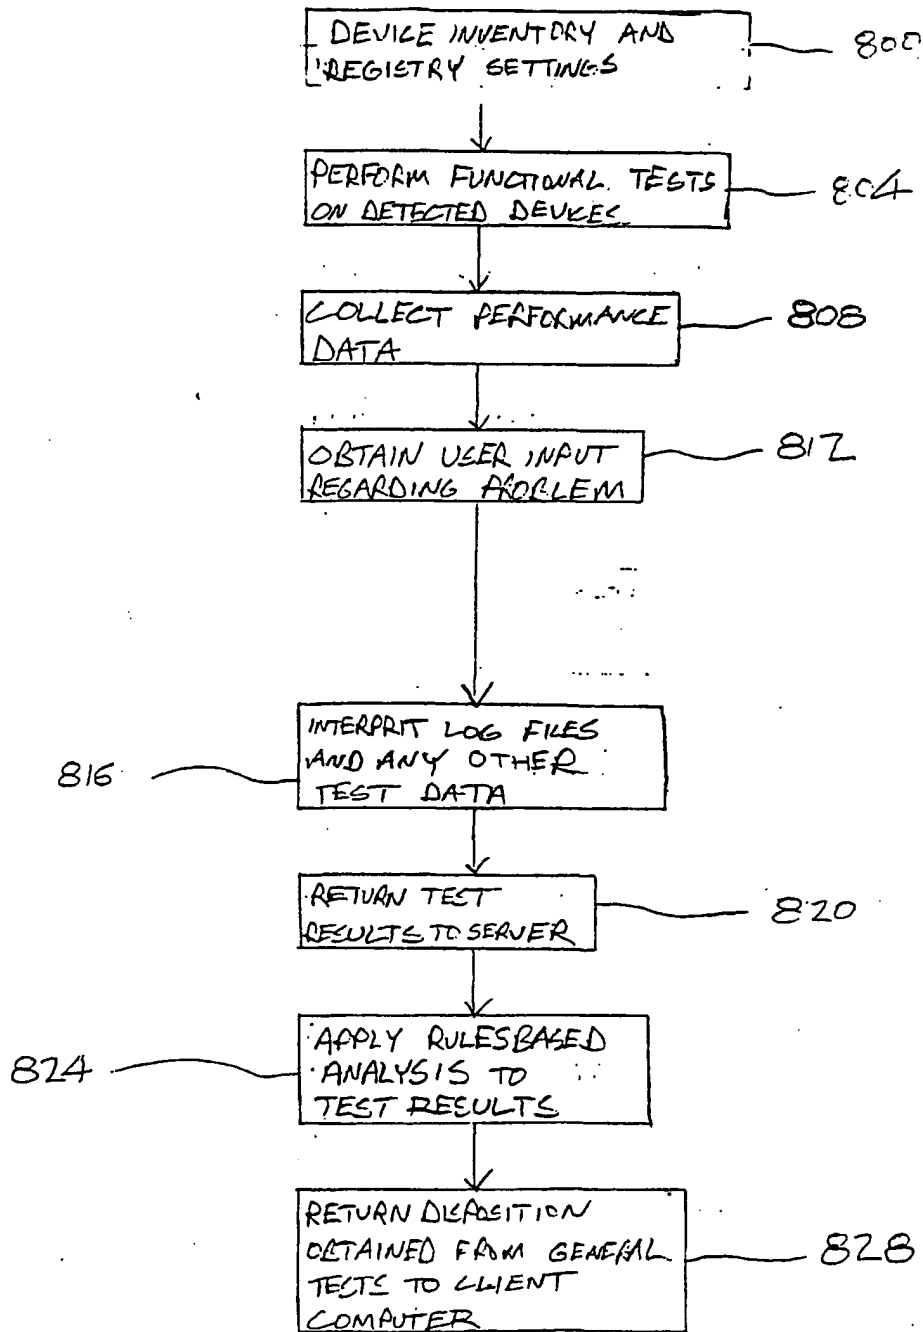 DEVICE INVENTORY AND
REGISTRY SETTINGS
800
PERFORM FUNCTIONAL TESTS
ON DETECTED DEVICES
804
COLLECT PERFORMANCE
DATA
808
OBTAIN USER INPUT
REGARDING PROBLEM
812
INTERPRIT LOG FILES
AND ANY OTHER
TEST DATA
816
RETURN TEST
RESULTS TO SERVER
820
APPLY RULES BASED
ANALYSIS TO
TEST RESULTS
824
RETURN DISPOSITION
OBTAINED FROM GENERAL
TESTS TO CLIENT
COMPUTER
828